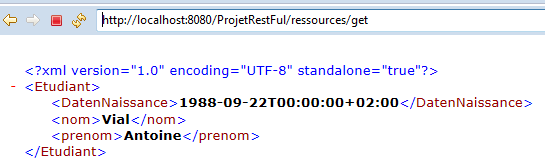 http://localhost:8080/ProjetRestFul/ressources/get
<?xml version="1.0" encoding="UTF-8" standalone="true"?>
- <Etudiant>
<DatenNaissance>1988-09-22T00:00:00+02:00</DatenNaissance>
<nom>Vial</nom>
<prenom>Antoine</prenom>
</Etudiant>